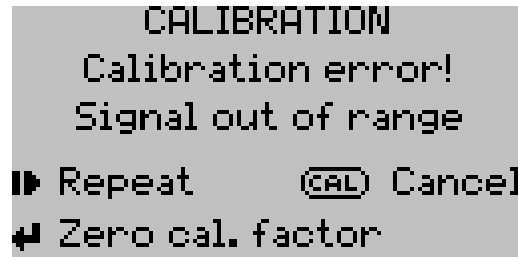 CALIBRATION
Calibration error!
Signal out of range
Repeat CAL Cancel
Zero cal. factor